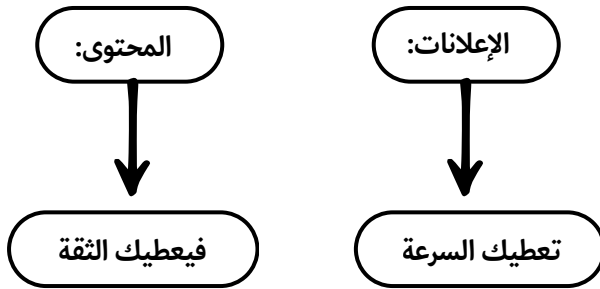 الإعلانات:
تعطيك السرعة
المحتوى:
فيعطيك الثقة